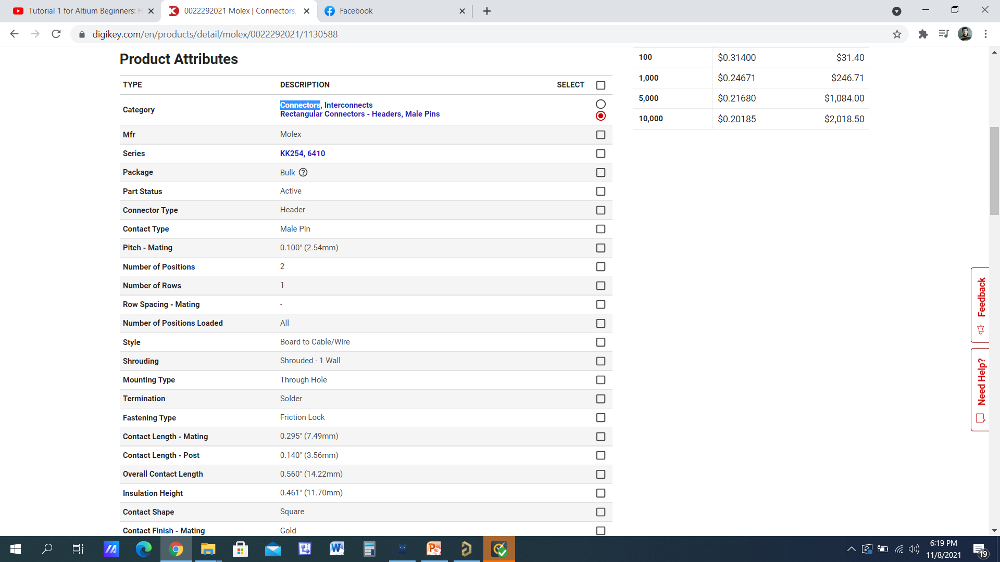 Tutorial 1 for Altium Beginners: H
0022292021 Molex | Connectors,
Facebook
digikey.com/en/products/detail/molex/0022292021/1130588
Product Attributes
TYPE DESCRIPTION SELECT
Category Connectors, Interconnects
Rectangular Connectors - Headers, Male Pins
Mfr Molex
Series KK254, 6410
Package Bulk
Part Status Active
Connector Type Header
Contact Type Male Pin
Pitch - Mating 0.100" (2.54mm)
Number of Positions 2
Number of Rows 1
Row Spacing - Mating -
Number of Positions Loaded All
Style Board to Cable/Wire
Shrouding Shrouded - 1 Wall
Mounting Type Through Hole
Termination Solder
Fastening Type Friction Lock
Contact Length - Mating 0.295" (7.49mm)
Contact Length - Post 0.140" (3.56mm)
Overall Contact Length 0.560" (14.22mm)
Insulation Height 0.461" (11.70mm)
Contact Shape Square
Contact Finish - Mating Gold
100 $0.31400 $31.40
1,000 $0.24671 $246.71
5,000 $0.21680 $1,084.00
10,000 $0.20185 $2,018.50
Feedback
Need Help?
6:19 PM
11/8/2021
19